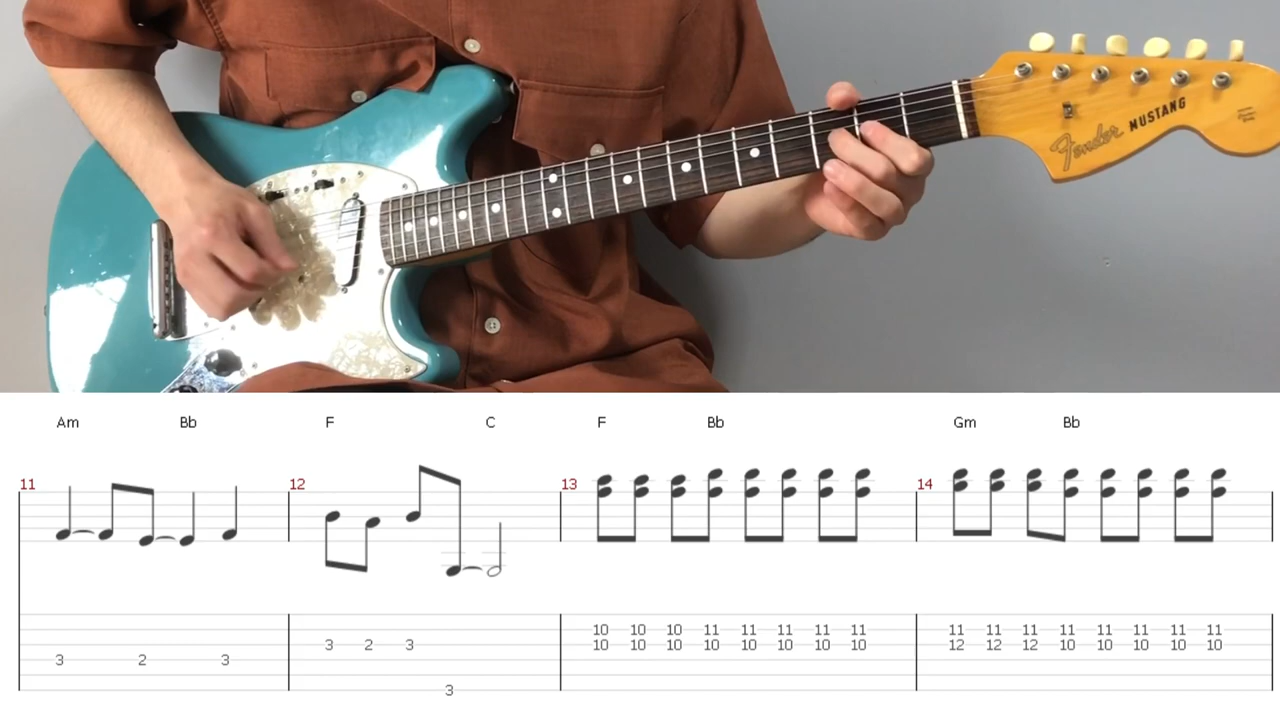 Fender MUSTANG
Am Bb F C F Bb Gm Bb
11 12 13 14
10 10 10 11 11 11 11 11 11 11 11 11 11 11 11 11
3 2 3 10 10 10 10 10 10 10 10 12 12 12 10 10 10 10 10
3 2 3
3